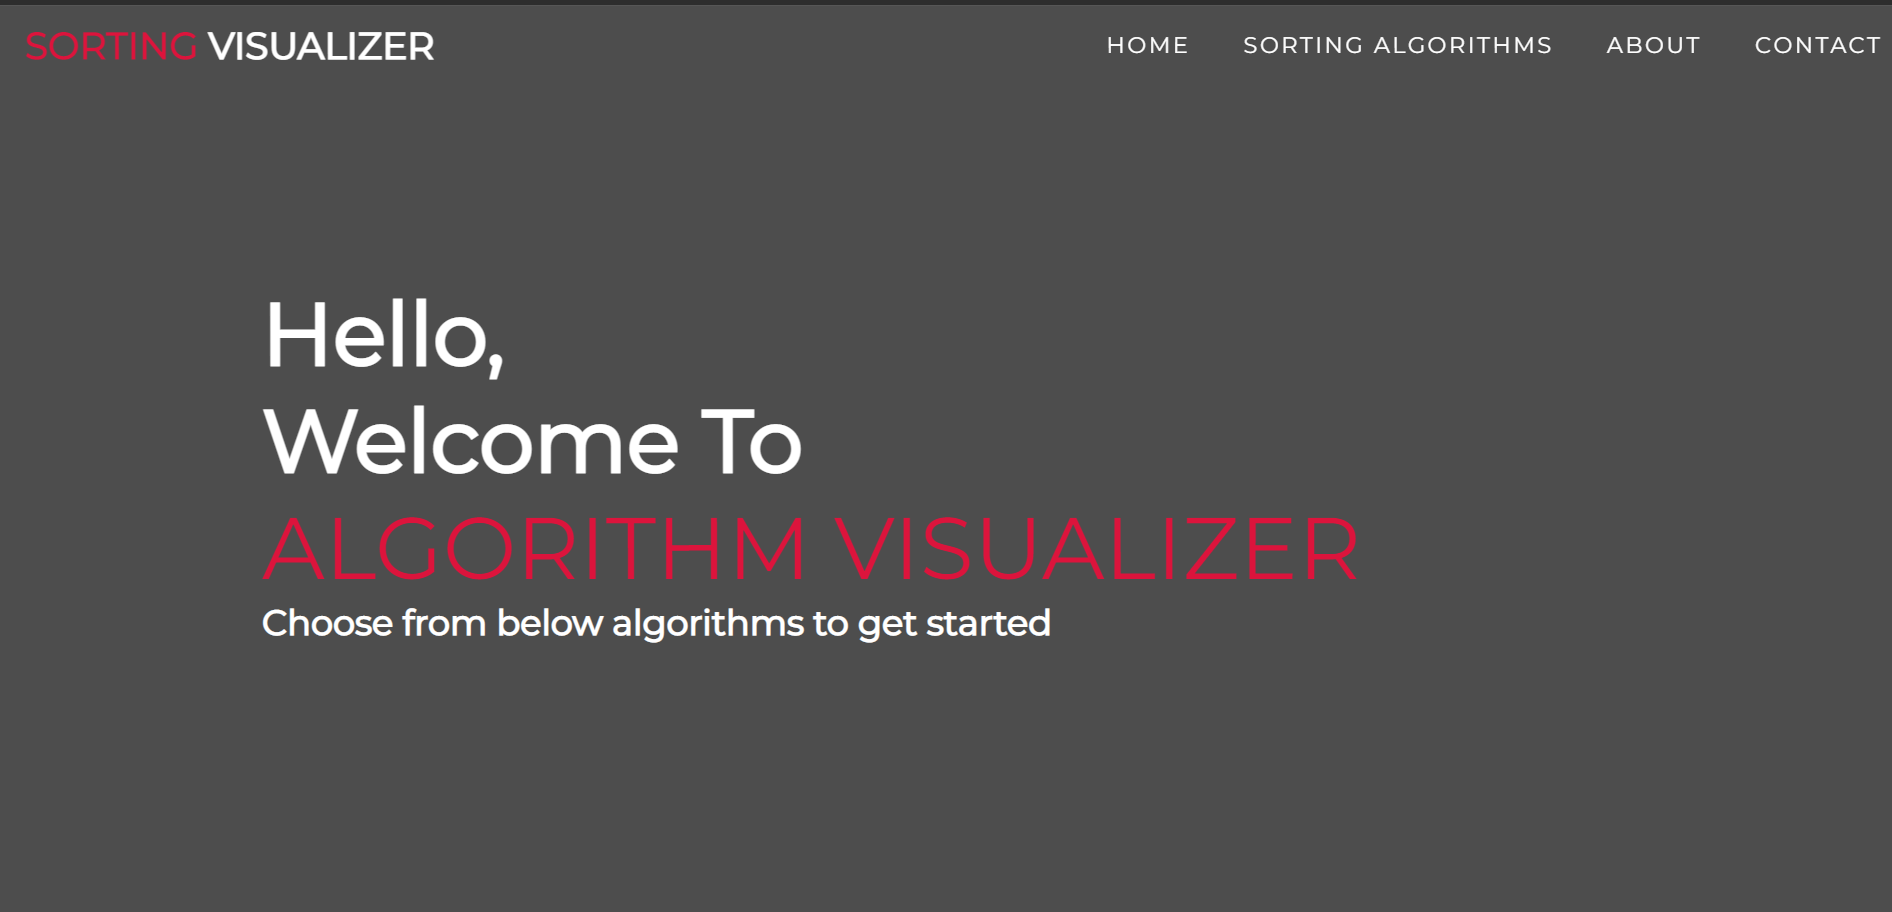 SORTING VISUALIZER
HOME SORTING ALGORITHMS ABOUT CONTACT
Hello,
Welcome To
ALGORITHM VISUALIZER
Choose from below algorithms to get started